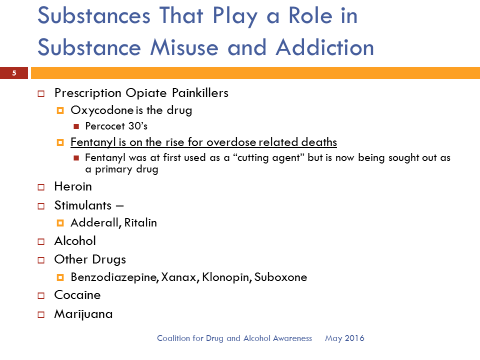 Substances That Play a Role in
Substance Misuse and Addiction
5
Prescription Opiate Painkillers
Oxycodone is the drug
Percocet 30's
Fentanyl is on the rise for overdose related deaths
Fentanyl was at first used as a “cutting agent” but is now being sought out as
a primary drug
Heroin
Stimulants –
Adderall, Ritalin
Alcohol
Other Drugs
Benzodiazepine, Xanax, Klonopin, Suboxone
Cocaine
Marijuana
Coalition for Drug and Alcohol Awareness May 2016